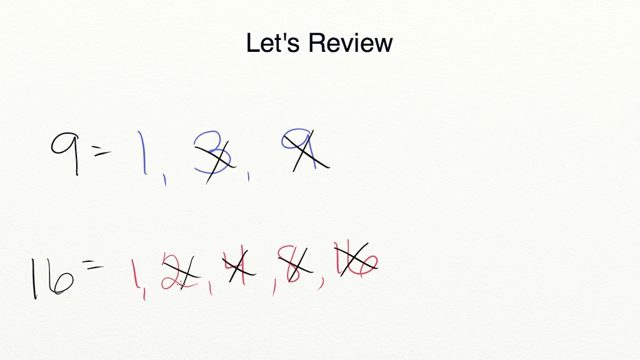 Let's Review
9 = 1, 3, 9
16 = 1, 2, 4, 8, 16